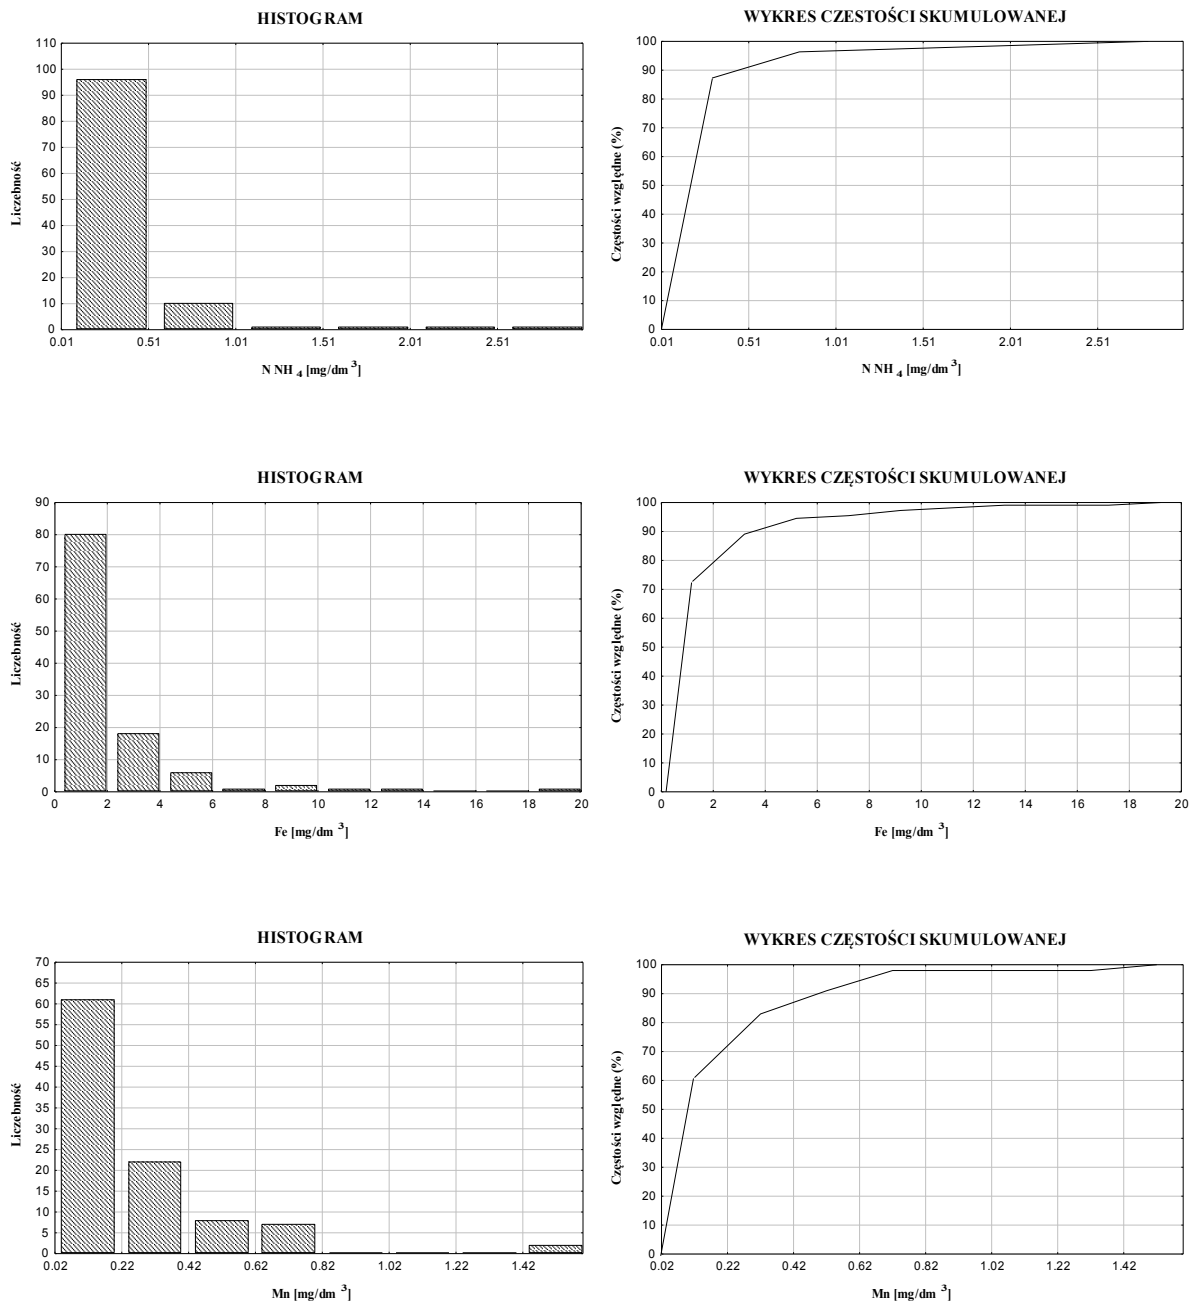 HISTOGRAM
110
100
90
80
70
60
50
40
30
20
10
0
Liczebność
0.01 0.51 1.01 1.51 2.01 2.51
N NH 4 [mg/dm 3]
WYKRES CZESTOŚCI SKUMULOWANEJ
100
90
80
70
60
50
40
30
20
10
0
Częstości względne (%)
0.01 0.51 1.01 1.51 2.01 2.51
N NH 4 [mg/dm 3]
HISTOGRAM
90
80
70
60
50
40
30
20
10
0
Liczebność
0 2 4 6 8 10 12 14 16 18 20
Fe [mg/dm 3]
WYKRES CZĘSTOŚCI SKUMULOWANEJ
100
90
80
70
60
50
40
30
20
10
0
Częstości względne (%)
0 2 4 6 8 10 12 14 16 18 20
Fe [mg/dm 3]
HISTOGRAM
70
65
60
55
50
45
40
35
30
25
20
15
10
5
0
Liczebność
0.02 0.22 0.42 0.62 0.82 1.02 1.22 1.42
Mn [mg/dm 3]
WYKRES CZĘSTOŚCI SKUMULOWANEJ
100
90
80
70
60
50
40
30
20
10
0
Częstości względne (%)
0.02 0.22 0.42 0.62 0.82 1.02 1.22 1.42
Mn [mg/dm 3]